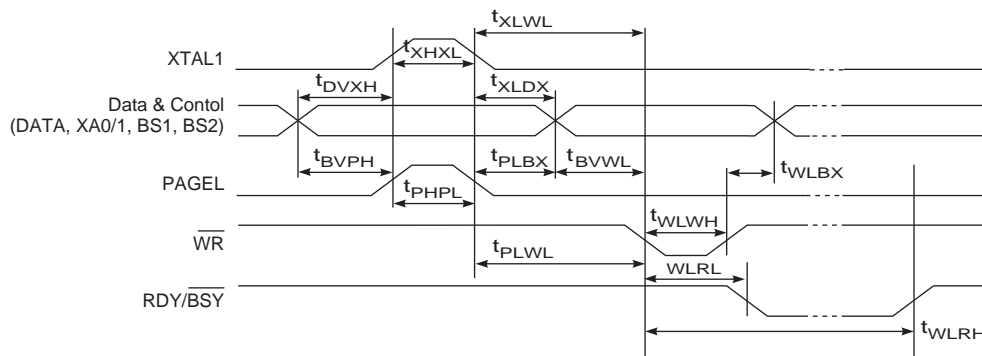 tXLWL
XTAL1
tXHXL
tDVXH
tXLDX
Data & Contol
(DATA, XA0/1, BS1, BS2)
tBVPH
tPLBX
tBVWL
tWLBX
PAGEL
tPHPL
tWLWH
WR
tPLWL
WLRL
RDY/BSY
tWLRH